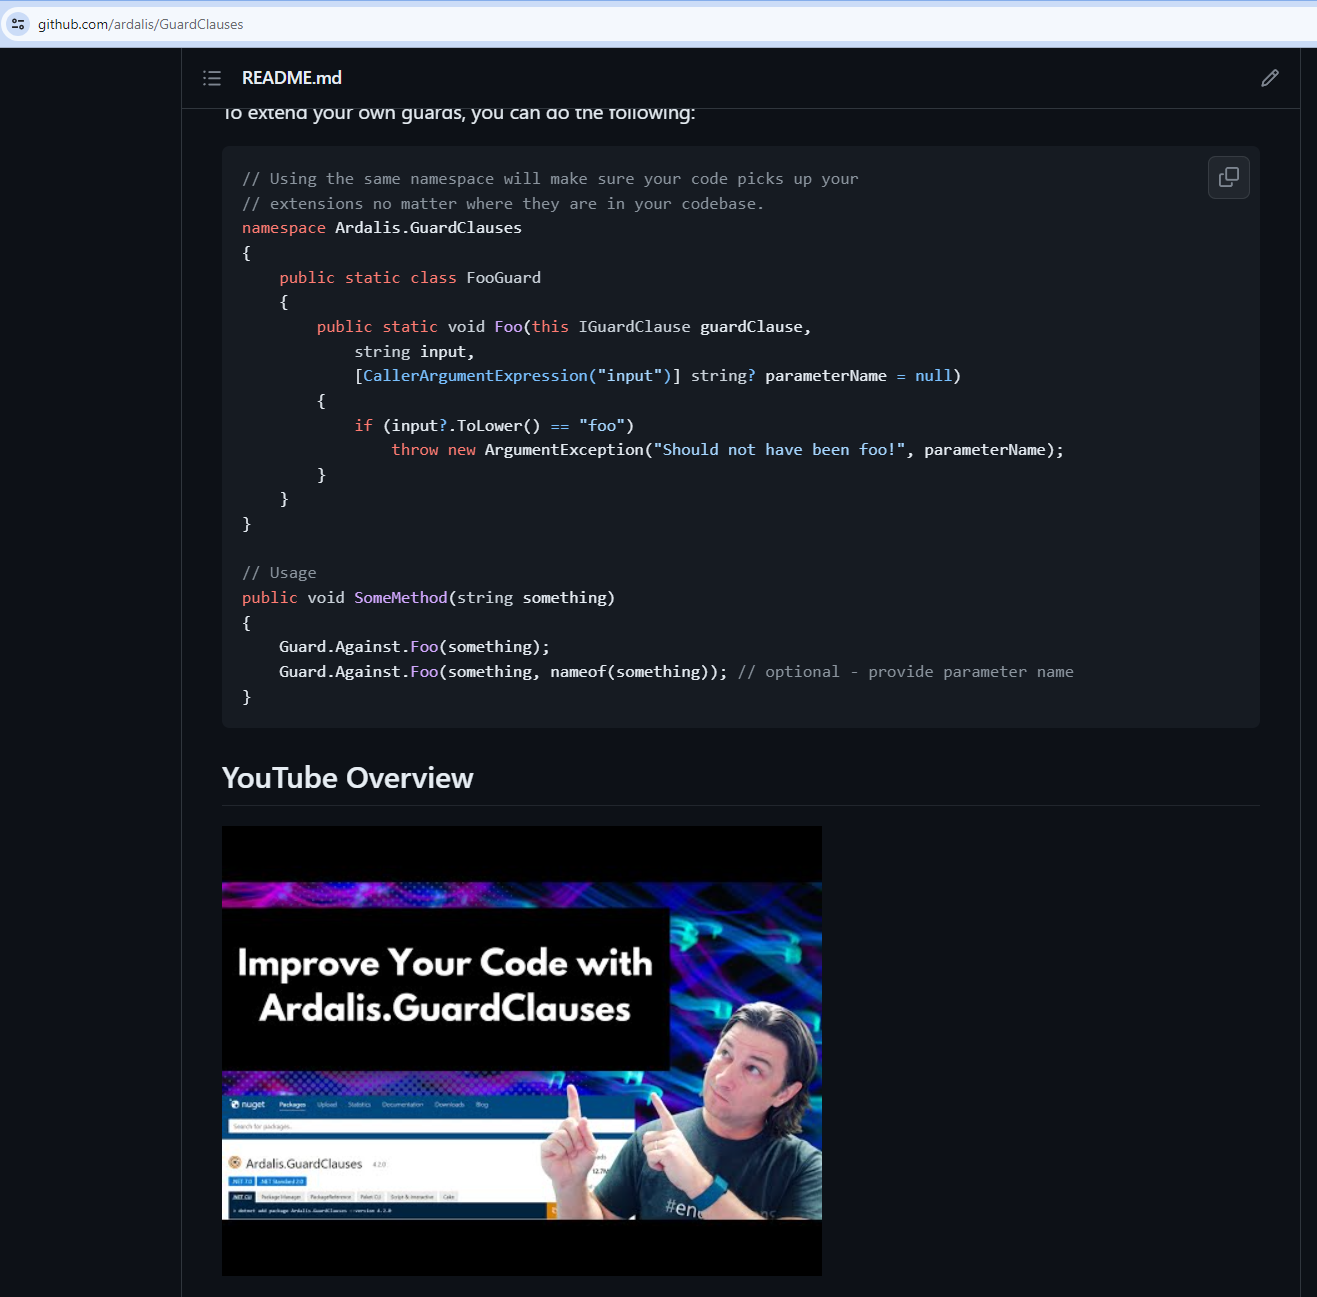 github.com/ardalis/GuardClauses
README.md
To extend your own guards, you can do the following:
// Using the same namespace will make sure your code picks up your
// extensions no matter where they are in your codebase.
namespace Ardalis.GuardClauses
{
    public static class FooGuard
    {
        public static void Foo(this IGuardClause guardClause,
            string input,
            [CallerArgumentExpression("input")] string? parameterName = null)
        {
            if (input?.ToLower() == "foo")
                throw new ArgumentException("Should not have been foo!", parameterName);
        }
    }
}
// Usage
public void SomeMethod(string something)
{
    Guard.Against.Foo(something);
    Guard.Against.Foo(something, nameof(something)); // optional - provide parameter name
}
YouTube Overview
Improve Your Code with
Ardalis.GuardClauses
nuget Packages Upload Statistics Documentation Downloads Blog
Search for packages...
Ardalis.GuardClauses 4.2.0
.NET 7.0 .NET Standard 2.0
12.7M
.NET CLI Package Manager PackageReference Paket CLI Script & Interactive Cake
> dotnet add package Ardalis.GuardClauses --version 4.2.0